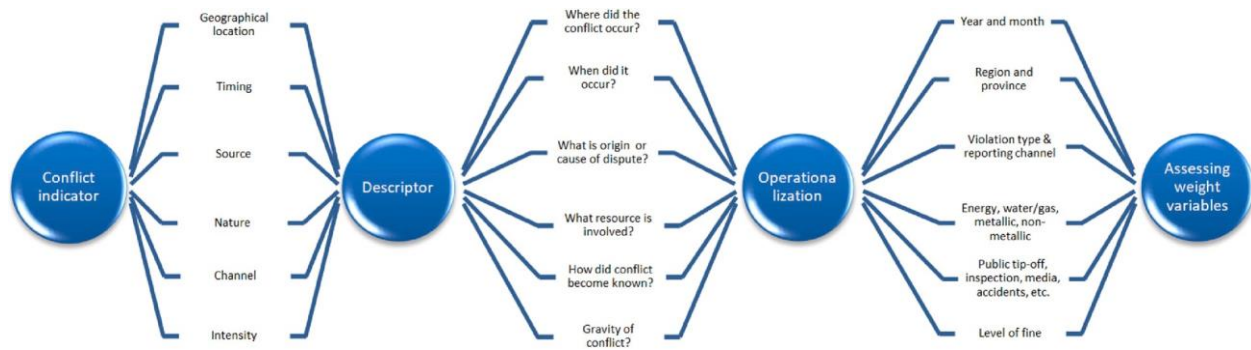 Conflict
indicator
Geographical
location
Timing
Source
Nature
Channel
Intensity
Descriptor
Where did the
conflict occur?
When did it
occur?
What is origin or
cause of dispute?
What resource is
involved?
How did conflict
become known?
Gravity of
conflict?
Operationa
lization
Year and month
Region and
province
Violation type &
reporting channel
Energy, water/gas,
metallic, non-
metallic
Public tip-off,
inspection, media,
accidents, etc.
Level of fine
Assessing
weight
variables